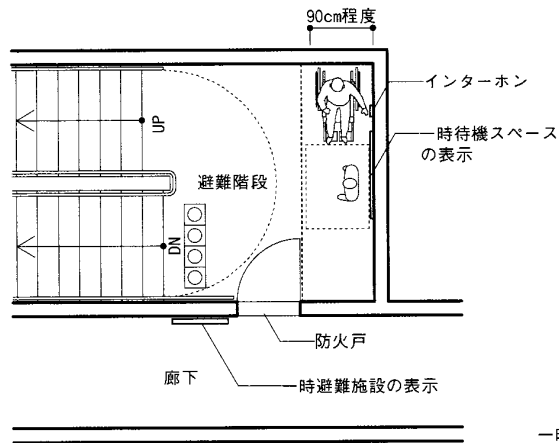 90cm程度
インターホン
一時待機スペース
の表示
UP
避難階段
DN
防火戸
廊下
一時避難施設の表示